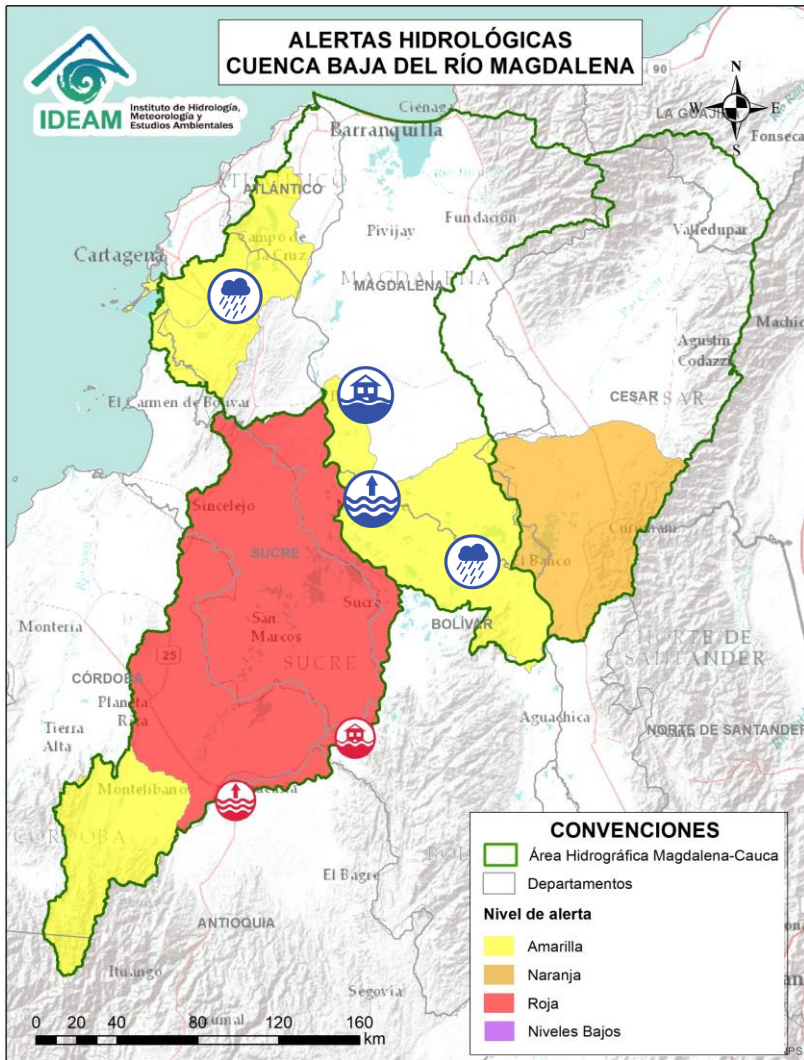 ALERTAS HIDROLÓGICAS
CUENCA BAJA DEL RÍO MAGDALENA
IDEAM
Instituto de Hidrología,
Meteorología y
Estudios Ambientales
90
N
W E
S
LA GUAJIRA
Fonseca
Ciénaga
Barranquilla
ATLÁNTICO
Pivijay
Fundación
Valledupar
Cartagena
Campo de
la Cruz
MAGDALENA
MAGDALENA
Agustín
Codazzi
El Carmen de Bolívar
CESAR
CESAR
Sincelejo
Curumaní
SUCRE
El Banco
Sucre
Montería
San
Marcos
BOLÍVAR
SUCRE
NORTE DE
SANTANDER
25
CÓRDOBA
Planeta
Rica
Tierra
Alta
Aguachica
NORTE DE SANTANDER
Montelíbano
CÓRDOBA
El Bagre
ANTIOQUIA
Ituango
Segovia
CONVENCIONES
Área Hidrográfica Magdalena-Cauca
Departamentos
Nivel de alerta
Amarilla
Naranja
Roja
Niveles Bajos
0 20 40 80 120 160
km